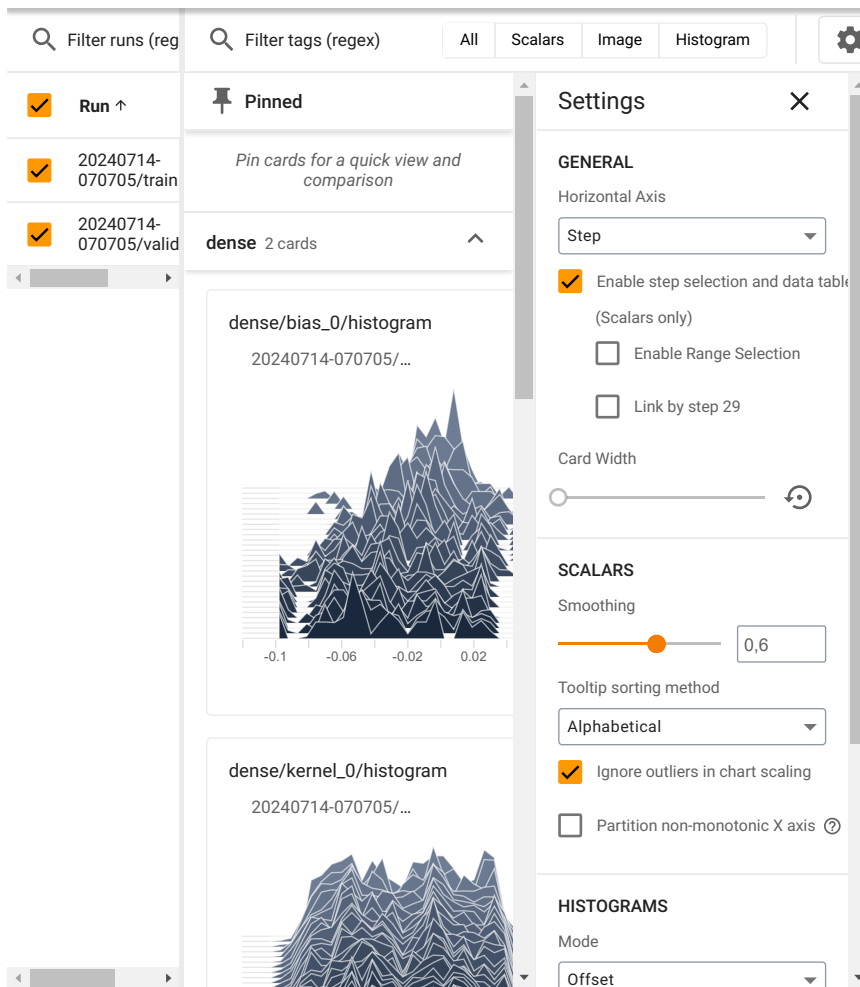 Filter runs (reg
Filter tags (regex)
All
Scalars
Image
Histogram
Run
20240714-
070705/train
20240714-
070705/valid
Pinned
Pin cards for a quick view and
comparison
dense 2 cards
dense/bias_0/histogram
20240714-070705/...
-0.1 -0.06 -0.02 0.02
dense/kernel_0/histogram
20240714-070705/...
Settings
GENERAL
Horizontal Axis
Step
Enable step selection and data table
(Scalars only)
Enable Range Selection
Link by step 29
Card Width
SCALARS
Smoothing
0,6
Tooltip sorting method
Alphabetical
Ignore outliers in chart scaling
Partition non-monotonic X axis
HISTOGRAMS
Mode
Offset